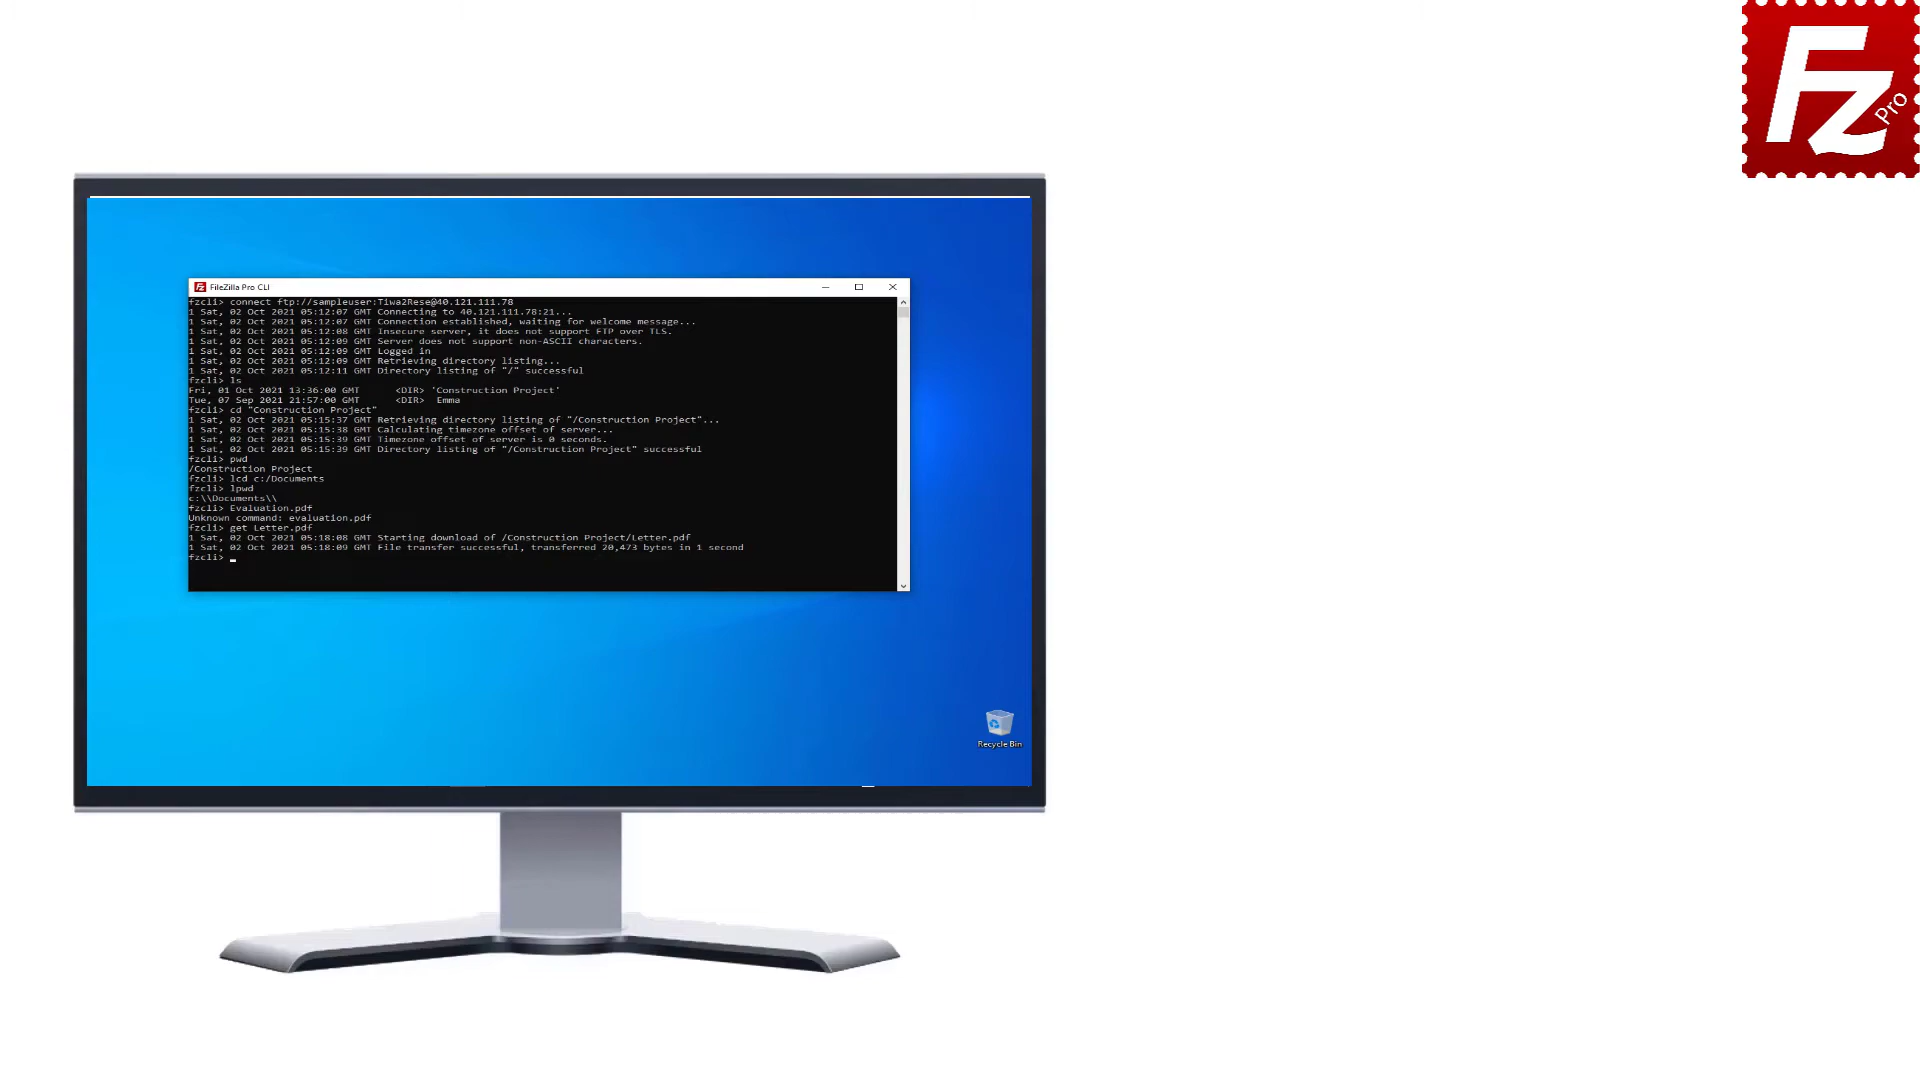 FZ Pro
FileZilla Pro CLI
fzcli> connect ftp://sampleuser:Tiwa2Rese@40.121.111.78
1 Sat, 02 Oct 2021 05:12:07 GMT Connecting to 40.121.111.78:21...
1 Sat, 02 Oct 2021 05:12:07 GMT Connection established, waiting for welcome message...
1 Sat, 02 Oct 2021 05:12:08 GMT Insecure server, it does not support FTP over TLS.
1 Sat, 02 Oct 2021 05:12:09 GMT Server does not support non-ASCII characters.
1 Sat, 02 Oct 2021 05:12:09 GMT Logged in
1 Sat, 02 Oct 2021 05:12:09 GMT Retrieving directory listing...
1 Sat, 02 Oct 2021 05:12:11 GMT Directory listing of "/" successful
fzcli> ls
Fri, 01 Oct 2021 13:36:00 GMT <DIR> 'Construction Project'
Tue, 07 Sep 2021 21:57:00 GMT <DIR> Emma
fzcli> cd "Construction Project"
1 Sat, 02 Oct 2021 05:15:37 GMT Retrieving directory listing of "/Construction Project"...
1 Sat, 02 Oct 2021 05:15:38 GMT Calculating timezone offset of server...
1 Sat, 02 Oct 2021 05:15:39 GMT Timezone offset of server is 0 seconds.
1 Sat, 02 Oct 2021 05:15:39 GMT Directory listing of "/Construction Project" successful
fzcli> pwd
/Construction Project
fzcli> lcd c:/Documents
fzcli> lpwd
c:\\Documents\\
fzcli> Evaluation.pdf
Unknown command: evaluation.pdf
fzcli> get Letter.pdf
1 Sat, 02 Oct 2021 05:18:08 GMT Starting download of /Construction Project/Letter.pdf
1 Sat, 02 Oct 2021 05:18:09 GMT File transfer successful, transferred 20,473 bytes in 1 second
fzcli> _
Recycle Bin